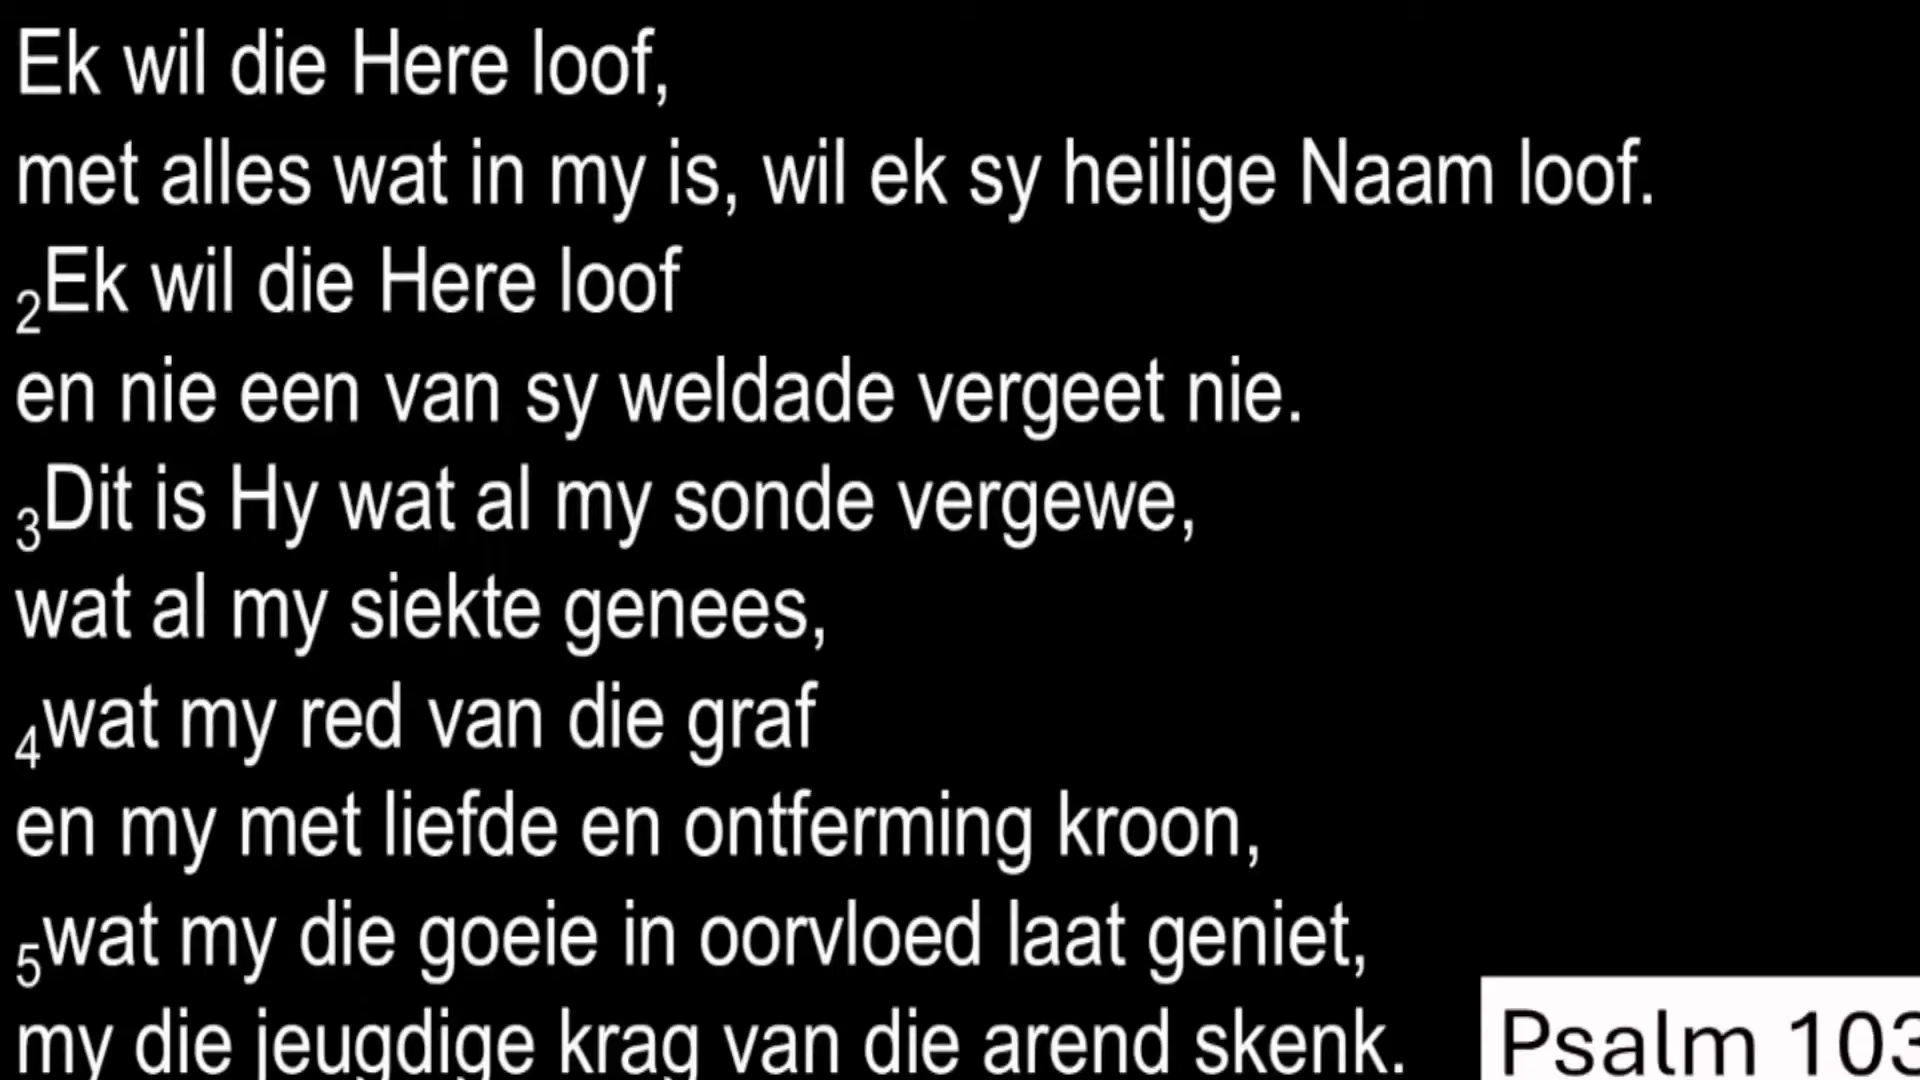 Ek wil die Here loof,
met alles wat in my is, wil ek sy heilige Naam loof.
2Ek wil die Here loof
en nie een van sy weldade vergeet nie.
3Dit is Hy wat al my sonde vergewe,
wat al my siekte genees,
4wat my red van die graf
en my met liefde en ontferming kroon,
5wat my die goeie in oorvloed laat geniet,
my die jeugdige krag van die arend skenk.
Psalm 103